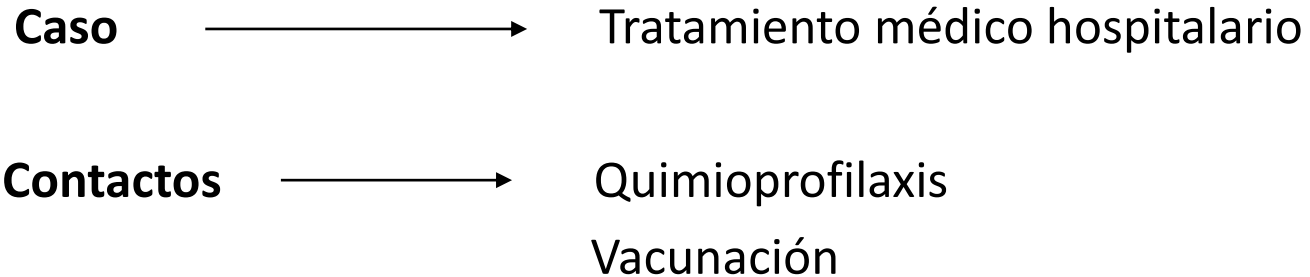 Caso Tratamiento médico hospitalario
Contactos Quimioprofilaxis
Vacunación